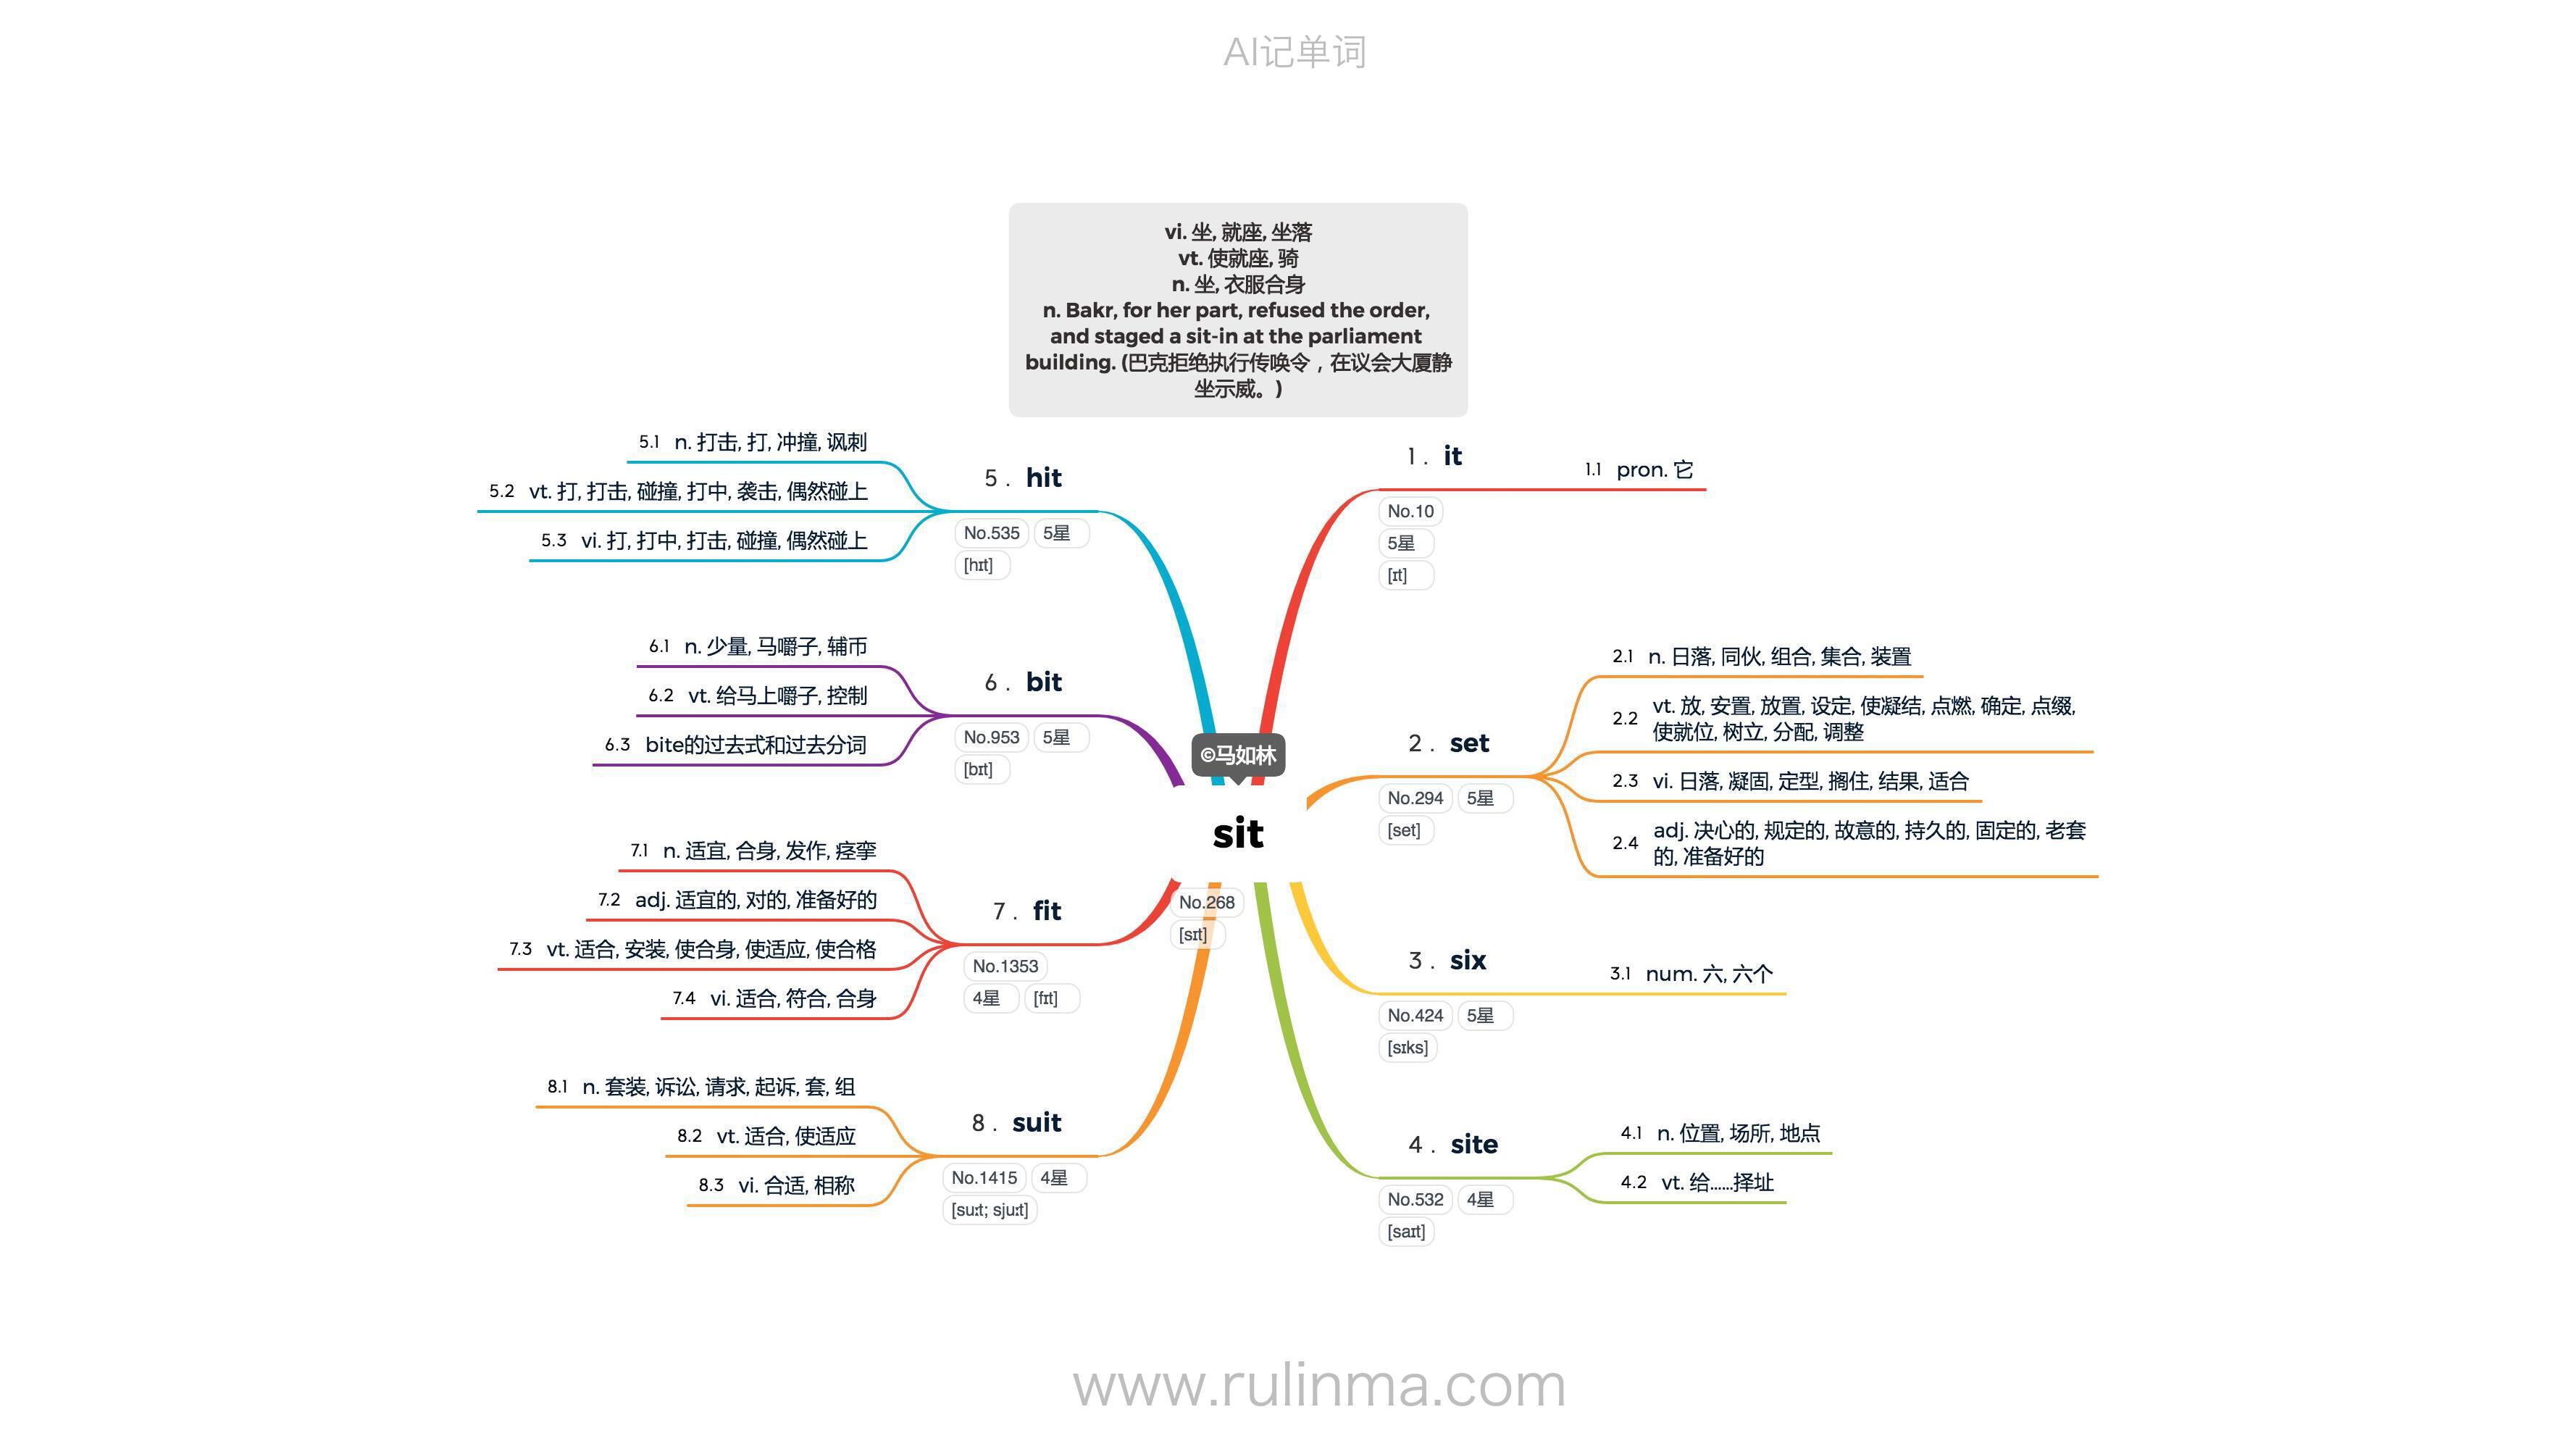 AI记单词
vi. 坐, 就座, 坐落
vt. 使就座, 骑
n. 坐, 衣服合身
n. Bakr, for her part, refused the order,
and staged a sit-in at the parliament
building. (巴克拒绝执行传唤令，在议会大厦静
坐示威。)
©马如林
sit
No.268
[sɪt]
1 . it
No.10
5星
[ɪt]
1.1 pron. 它
2 . set
No.294 5星
[set]
2.1 n. 日落, 同伙, 组合, 集合, 装置
2.2 vt. 放, 安置, 放置, 设定, 使凝结, 点燃, 确定, 点缀,
使就位, 树立, 分配, 调整
2.3 vi. 日落, 凝固, 定型, 搁住, 结果, 适合
2.4 adj. 决心的, 规定的, 故意的, 持久的, 固定的, 老套
的, 准备好的
3 . six
No.424 5星
[sɪks]
3.1 num. 六, 六个
4 . site
No.532 4星
[saɪt]
4.1 n. 位置, 场所, 地点
4.2 vt. 给......择址
5 . hit
No.535 5星
[hɪt]
5.1 n. 打击, 打, 冲撞, 讽刺
5.2 vt. 打, 打击, 碰撞, 打中, 袭击, 偶然碰上
5.3 vi. 打, 打中, 打击, 碰撞, 偶然碰上
6 . bit
No.953 5星
[bɪt]
6.1 n. 少量, 马嚼子, 辅币
6.2 vt. 给马上嚼子, 控制
6.3 bite的过去式和过去分词
7 . fit
No.1353
4星 [fɪt]
7.1 n. 适宜, 合身, 发作, 痉挛
7.2 adj. 适宜的, 对的, 准备好的
7.3 vt. 适合, 安装, 使合身, 使适应, 使合格
7.4 vi. 适合, 符合, 合身
8 . suit
No.1415 4星
[suːt; sjuːt]
8.1 n. 套装, 诉讼, 请求, 起诉, 套, 组
8.2 vt. 适合, 使适应
8.3 vi. 合适, 相称
www.rulinma.com